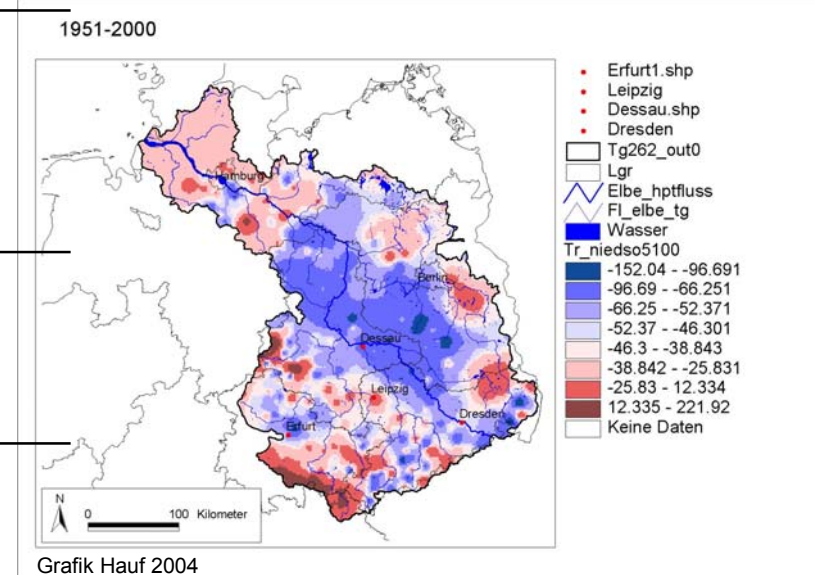 1951-2000
Hamburg
Berlin
Dessau
Leipzig
Dresden
Erfurt
N
0 100 Kilometer
Erfurt1.shp
Leipzig
Dessau.shp
Dresden
Tg262_out0
Lgr
Elbe_hptfluss
Fl_elbe_tg
Wasser
Tr_niedso5100
-152.04 - -96.691
-96.69 - -66.251
-66.25 - -52.371
-52.37 - -46.301
-46.3 - -38.843
-38.842 - -25.831
-25.83 - 12.334
12.335 - 221.92
Keine Daten
Grafik Hauf 2004